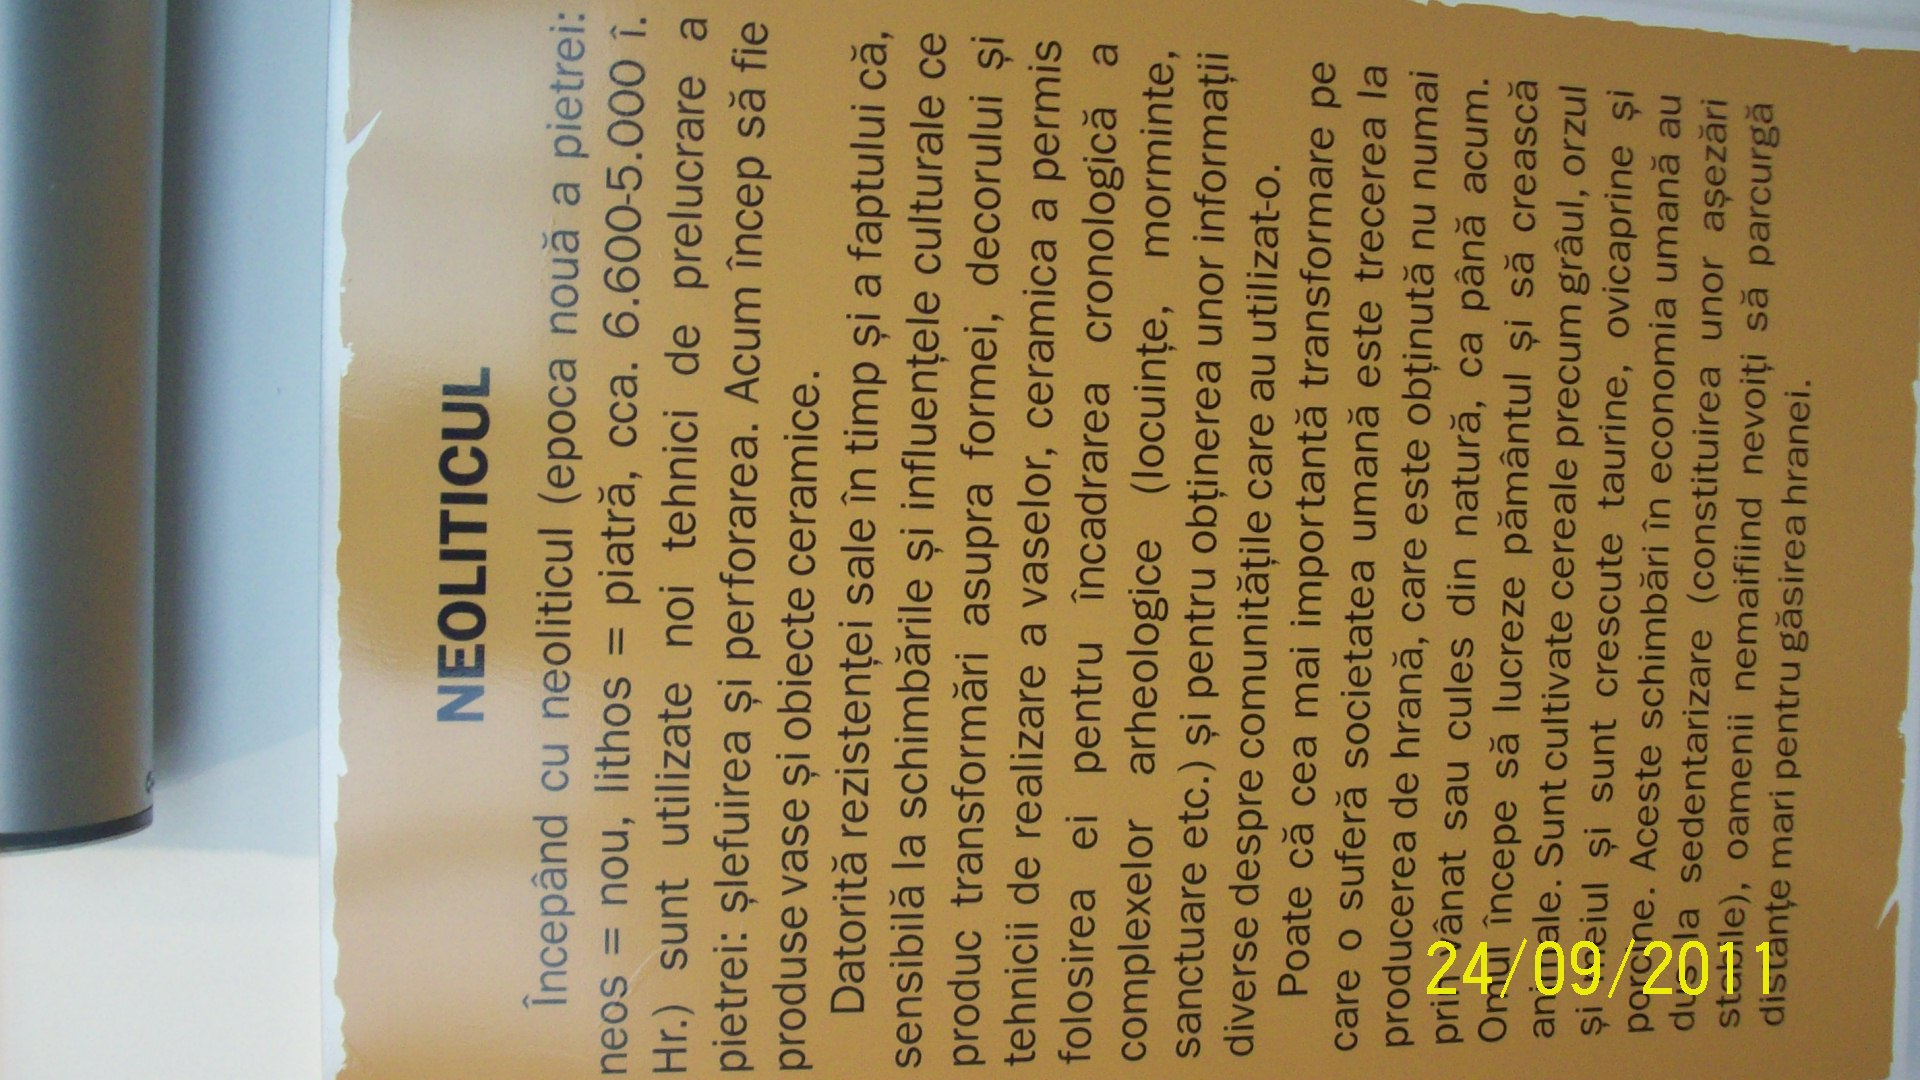 NEOLITICUL
Începând cu neoliticul (epoca nouă a pietrei:
neos = nou, lithos = piatră, cca. 6.600-5.000 î.
Hr.) sunt utilizate noi tehnici de prelucrare a
pietrei: șlefuirea și perforarea. Acum încep să fie
produse vase și obiecte ceramice.
Datorită rezistenței sale în timp și a faptului că,
sensibilă la schimbările și influențele culturale ce
produc transformări asupra formei, decorului și
tehnicii de realizare a vaselor, ceramica a permis
folosirea ei pentru încadrarea cronologică a
complexelor arheologice (locuințe, morminte,
sanctuare etc.) și pentru obținerea unor informații
diverse despre comunitățile care au utilizat-o.
Poate că cea mai importantă transformare pe
care o suferă societatea umană este trecerea la
producerea de hrană, care este obținută nu numai
prin vânat sau cules din natură, ca până acum.
Omul începe să lucreze pământul și să crească
animale. Sunt cultivate cereale precum grâul, orzul
și meiul și sunt crescute taurine, ovicaprine și
porcine. Aceste schimbări în economia umană au
dus la sedentarizare (constituirea unor așezări
stabile), oamenii nemaifiind nevoiți să parcurgă
distanțe mari pentru găsirea hranei.
24/09/2011